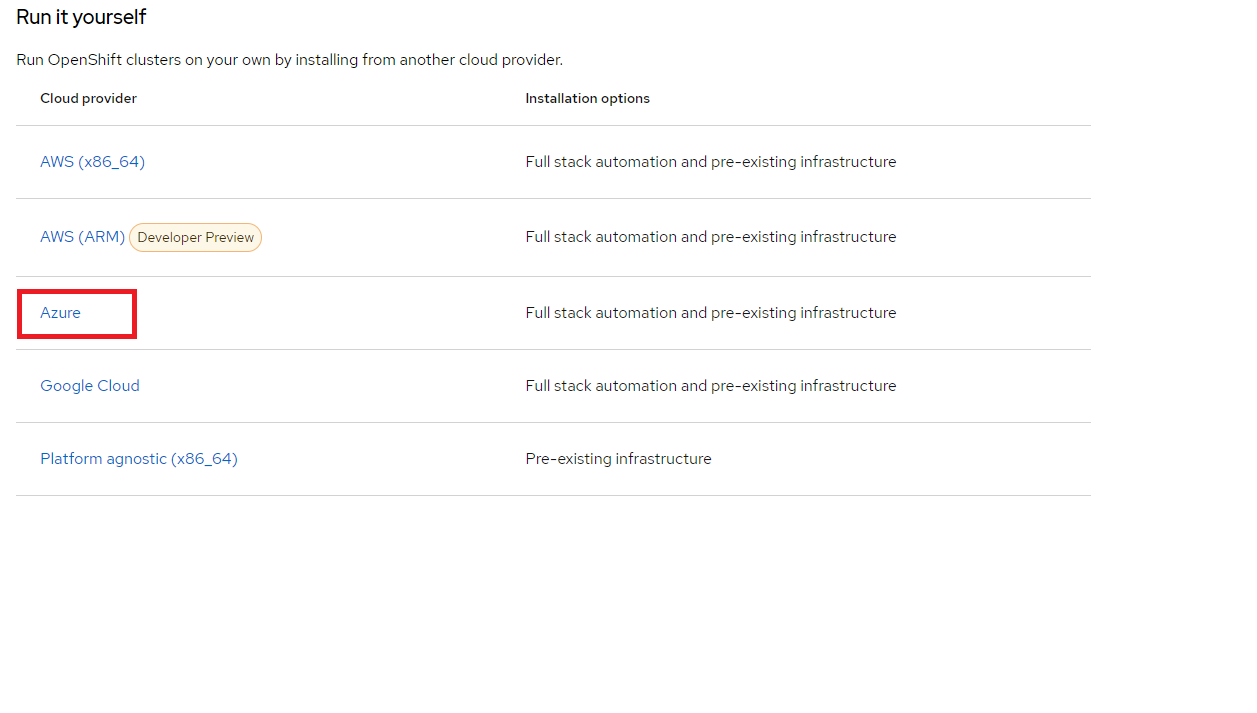 Run it yourself
Run OpenShift clusters on your own by installing from another cloud provider.
Cloud provider Installation options
AWS (x86_64) Full stack automation and pre-existing infrastructure
AWS (ARM) Developer Preview Full stack automation and pre-existing infrastructure
Azure Full stack automation and pre-existing infrastructure
Google Cloud Full stack automation and pre-existing infrastructure
Platform agnostic (x86_64) Pre-existing infrastructure